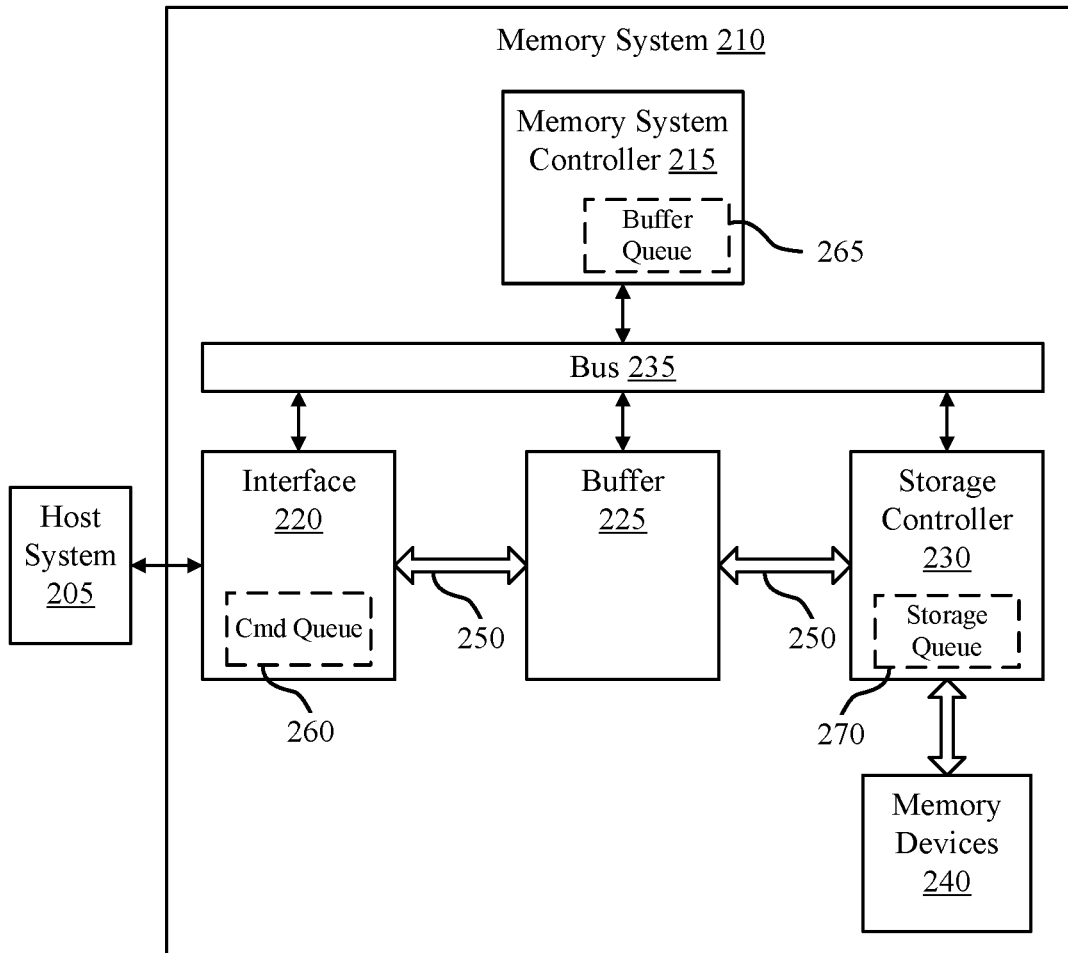 Memory System 210
Memory System
Controller 215
Buffer
Queue
265
Bus 235
Interface
220
Cmd Queue
260
Buffer
225
Storage
Controller
230
Storage
Queue
270
Host
System
205
250
250
Memory
Devices
240